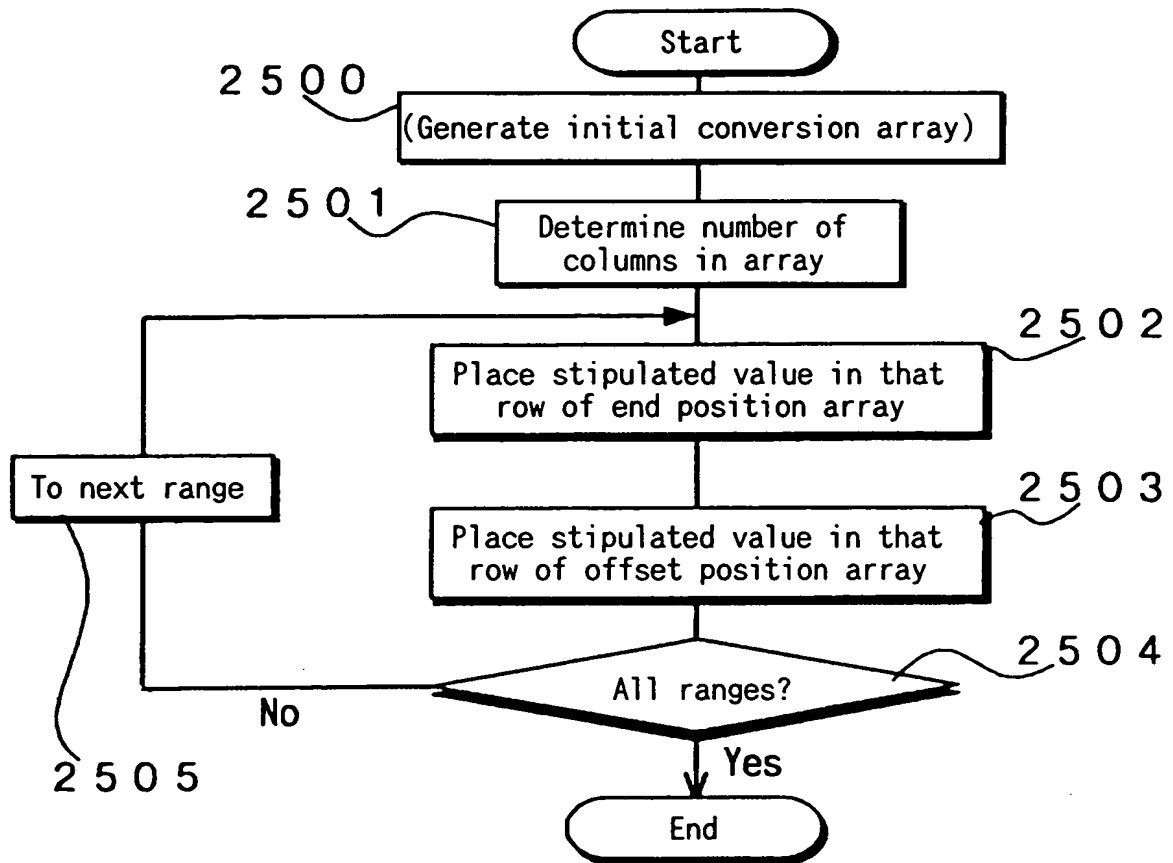 Start
2500
(Generate initial conversion array)
2501
Determine number of
columns in array
2502
Place stipulated value in that
row of end position array
To next range
2503
Place stipulated value in that
row of offset position array
2504
All ranges?
No
2505
Yes
End